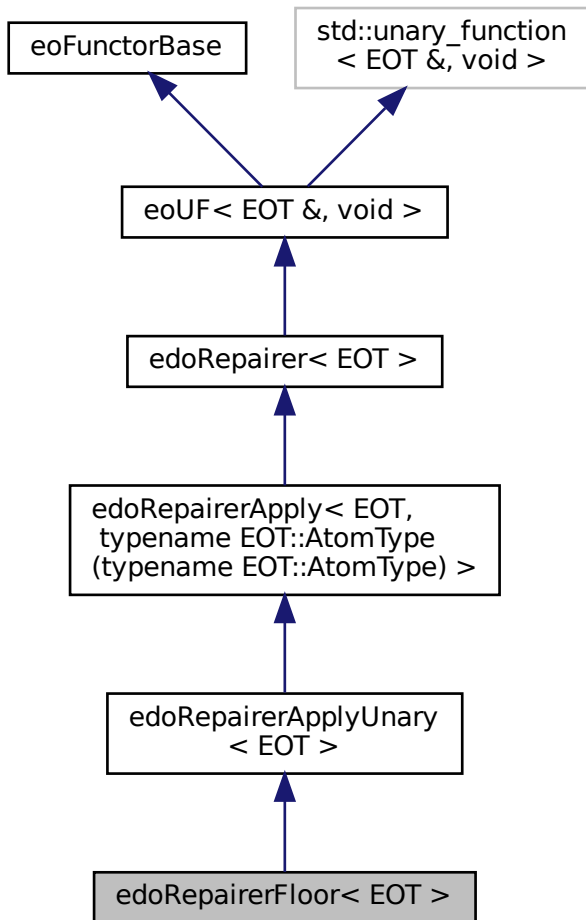 eoFunctorBase
std::unary_function
< EOT &, void >
eoUF< EOT &, void >
edoRepairer< EOT >
edoRepairerApply< EOT,
typename EOT::AtomType
(typename EOT::AtomType) >
edoRepairerApplyUnary
< EOT >
edoRepairerFloor< EOT >